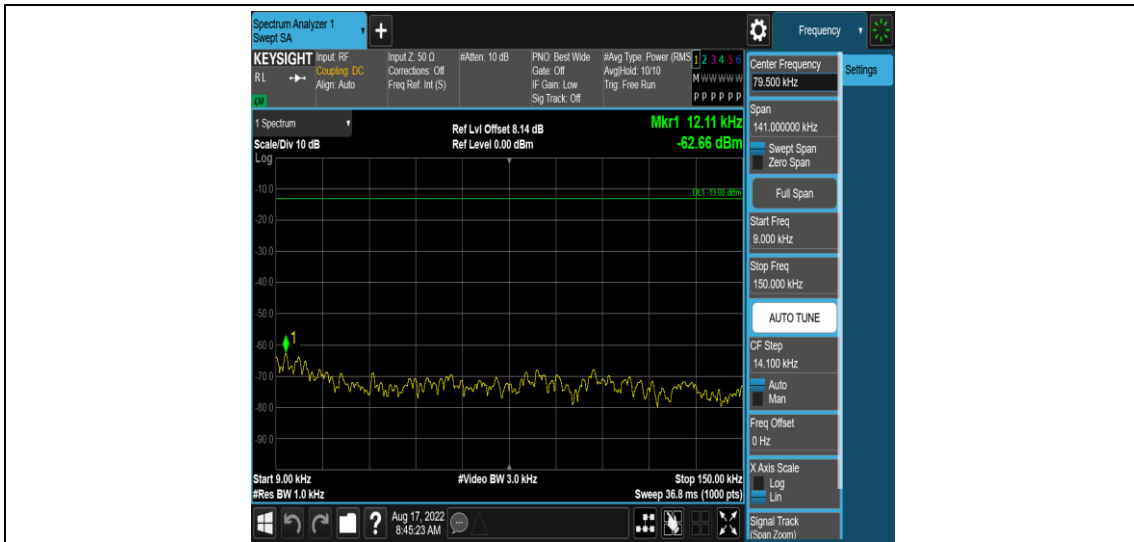 Spectrum Analyzer 1
Swept SA
+
Frequency
KEYSIGHT
RL
Input: RF
Coupling: DC
Align: Auto
Input Z: 50 Ω
Corrections: Off
Freq Ref: Int (S)
#Atten: 10 dB
PNO: Best Wide
Gate: Off
IF Gain: Low
Sig Track: Off
#Avg Type: Power (RMS
Avg|Hold: 10/10
Trig: Free Run
1 2 3 4 5 6
M W W W W W
P P P P P P
1 Spectrum
Scale/Div 10 dB
Ref Lvl Offset 8.14 dB
Ref Level 0.00 dBm
Mkr1 12.11 kHz
-62.66 dBm
Log
DL1 -13.00 dBm
-10.0
-20.0
-30.0
-40.0
-50.0
-60.0
-70.0
-80.0
-90.0
1
Start 9.00 kHz
#Res BW 1.0 kHz
#Video BW 3.0 kHz
Stop 150.00 kHz
Sweep 36.8 ms (1000 pts)
?
Aug 17, 2022
8:45:23 AM
Center Frequency
79.500 kHz
Settings
Span
141.000000 kHz
Swept Span
Zero Span
Full Span
Start Freq
9.000 kHz
Stop Freq
150.000 kHz
AUTO TUNE
CF Step
14.100 kHz
Auto
Man
Freq Offset
0 Hz
X Axis Scale
Log
Lin
Signal Track
(Span Zoom)